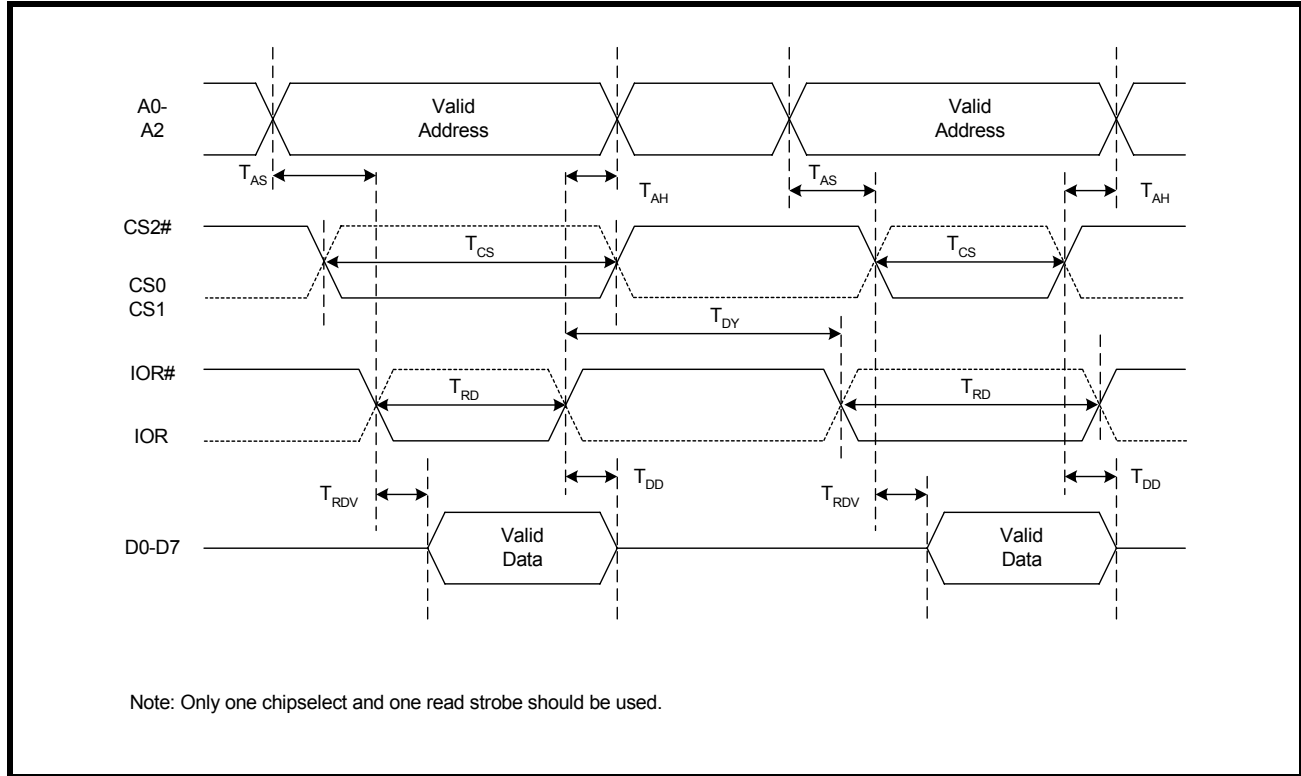 A0-
A2
Valid
Address
Valid
Address
TAS
TAH
TAS
TAH
CS2#
TCS
TCS
CS0
CS1
TDY
IOR#
TRD
TRD
IOR
TRDV
TDD
TRDV
TDD
D0-D7
Valid
Data
Valid
Data
Note: Only one chipselect and one read strobe should be used.